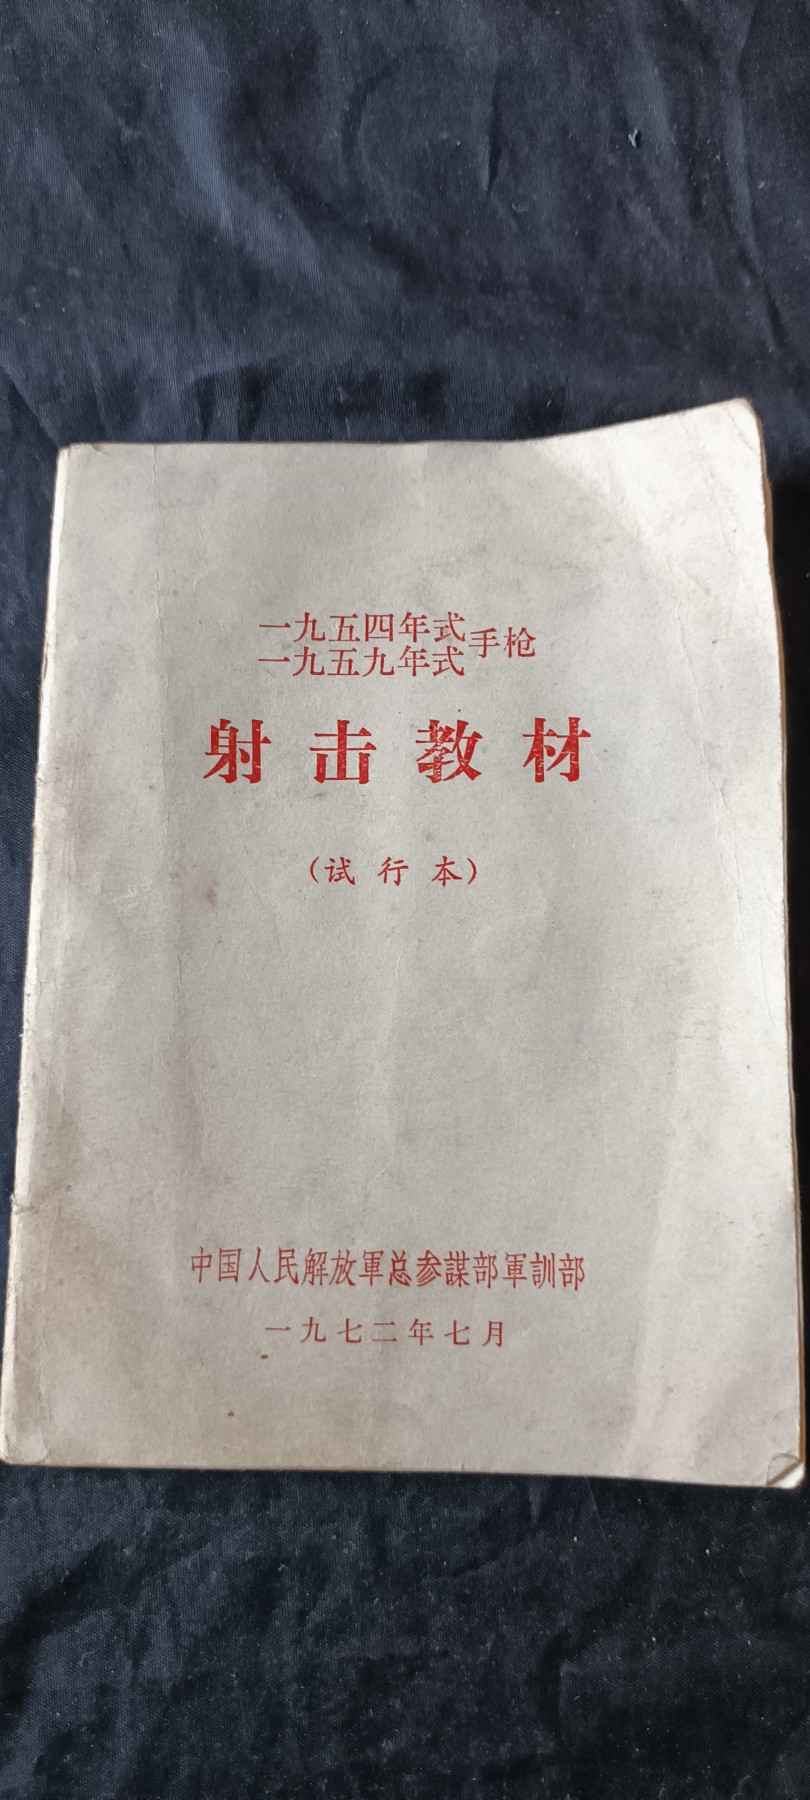 一九五四年式
一九五九年式手枪
射击教材
（试行本）
中国人民解放軍总参謀部軍訓部
一九七二年七月